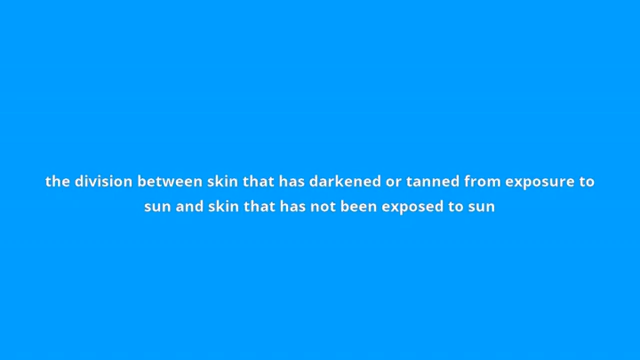 the division between skin that has darkened or tanned from exposure to
sun and skin that has not been exposed to sun